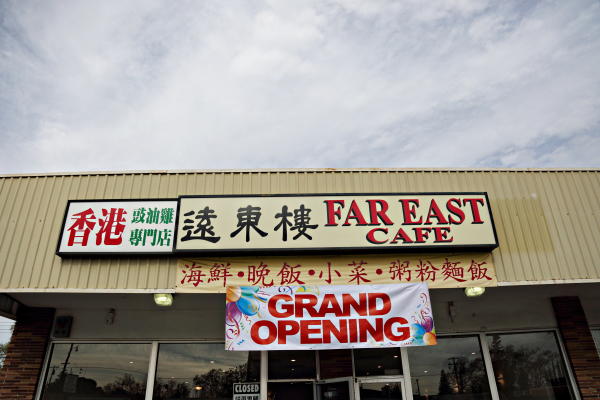 香港
豉油雞
專門店
遠東樓
FAR EAST
CAFE
海鮮•晚飯•小菜•粥粉麵飯
GRAND
OPENING
CLOSED